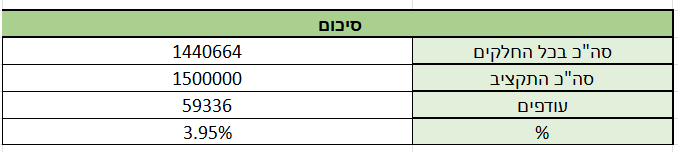 סיכום
סה"כ בכל החלקים 1440664
סה"כ התקציב 1500000
עודפים 59336
% 3.95%